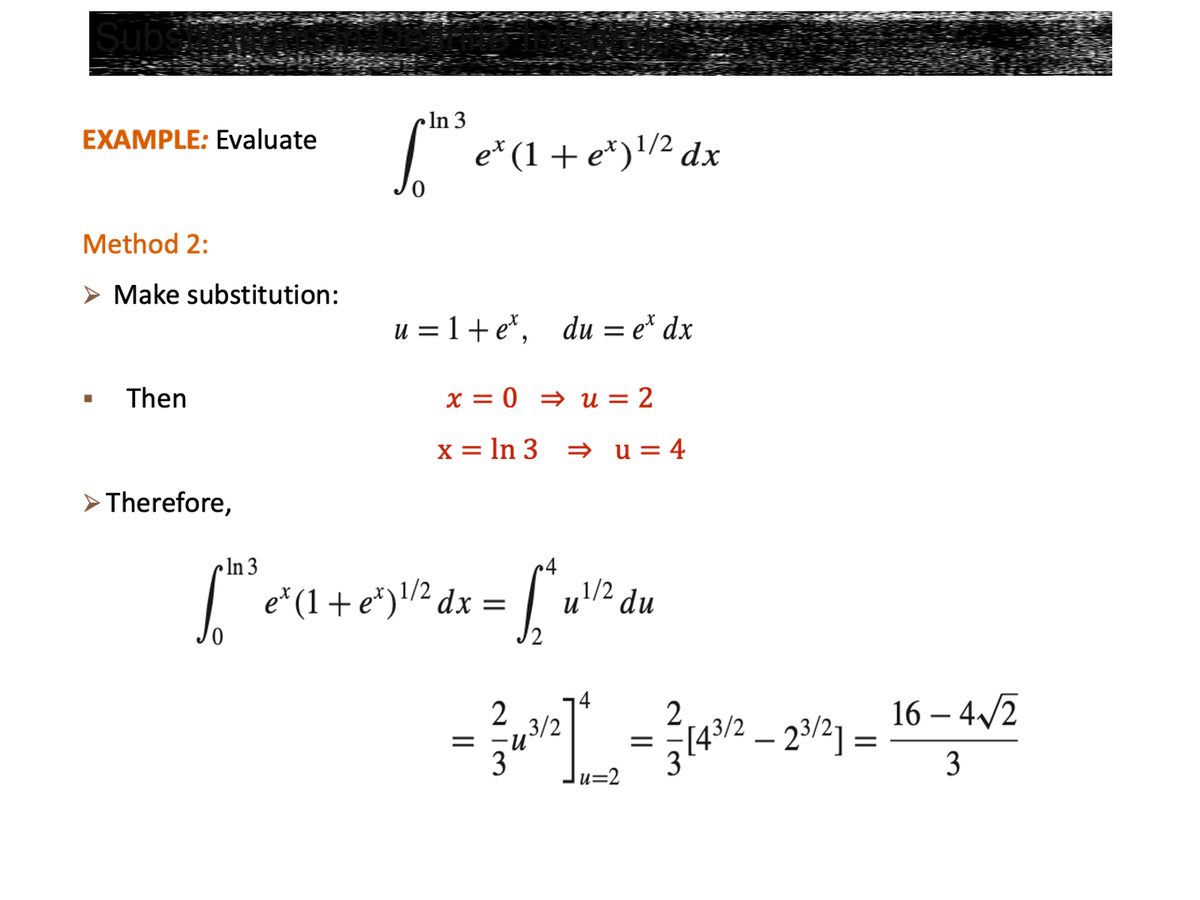 EXAMPLE: Evaluate ∫₀^{ln 3} eˣ (1 + eˣ)^{1/2} dx
Method 2:
➢ Make substitution:
u = 1 + eˣ, du = eˣ dx
▪ Then x = 0 ⇒ u = 2
x = ln 3 ⇒ u = 4
➢ Therefore,
∫₀^{ln 3} eˣ (1 + eˣ)^{1/2} dx = ∫₂⁴ u^{1/2} du
= 2/3 u^{3/2} ]_{u=2}^{4} = 2/3 [4^{3/2} – 2^{3/2}] = (16 – 4√2)/3